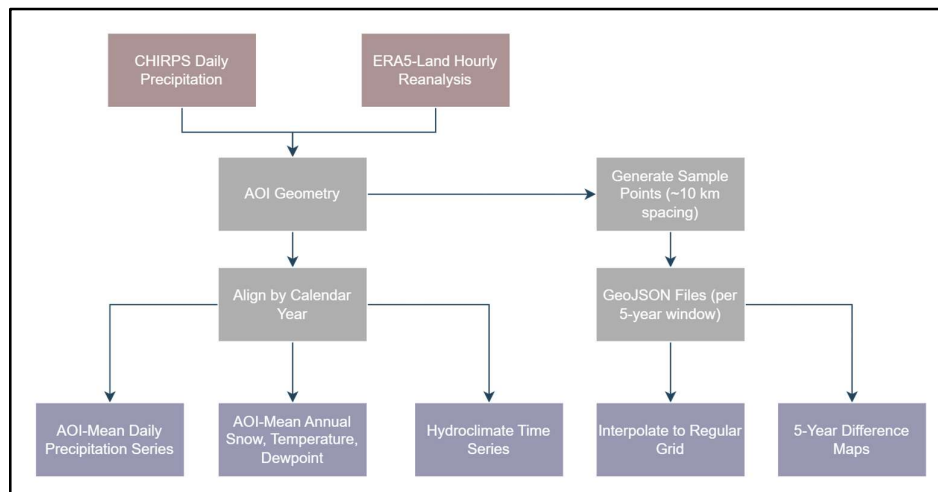 CHIRPS Daily
Precipitation
ERA5-Land Hourly
Reanalysis
AOI Geometry
Generate Sample
Points (~10 km
spacing)
Align by Calendar
Year
GeoJSON Files (per
5-year window)
AOI-Mean Daily
Precipitation Series
AOI-Mean Annual
Snow, Temperature,
Dewpoint
Hydroclimate Time
Series
Interpolate to Regular
Grid
5-Year Difference
Maps